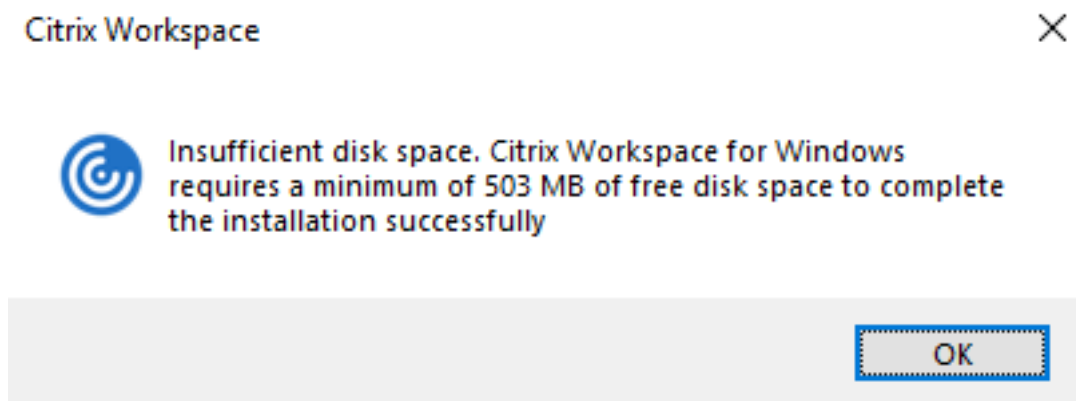 Citrix Workspace
Insufficient disk space. Citrix Workspace for Windows
requires a minimum of 503 MB of free disk space to complete
the installation successfully
OK